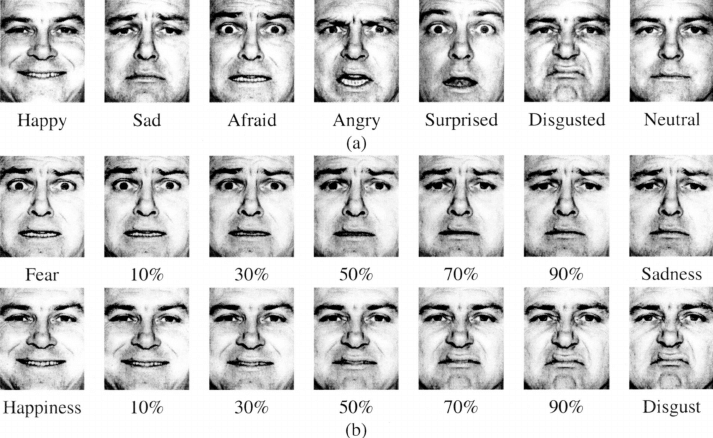 Happy Sad Afraid Angry Surprised Disgusted Neutral
(a)
Fear 10% 30% 50% 70% 90% Sadness
Happiness 10% 30% 50% 70% 90% Disgust
(b)